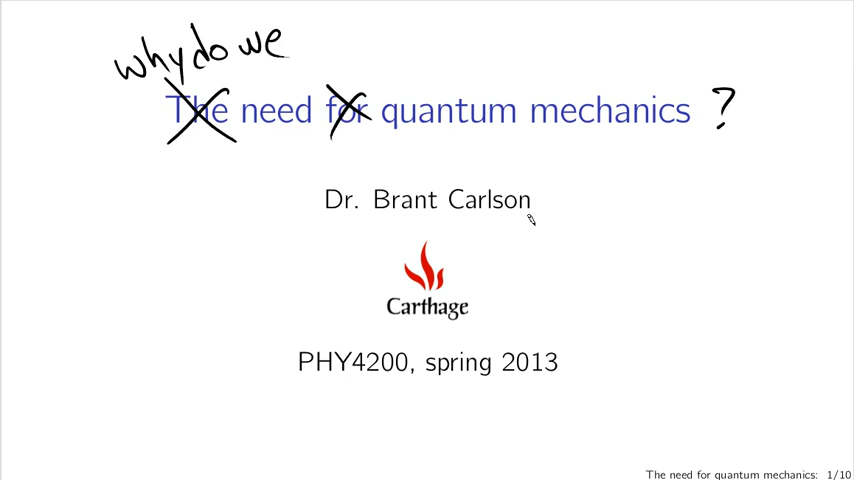 why do we
The need for quantum mechanics ?
Dr. Brant Carlson
Carthage
PHY4200, spring 2013
The need for quantum mechanics: 1/10